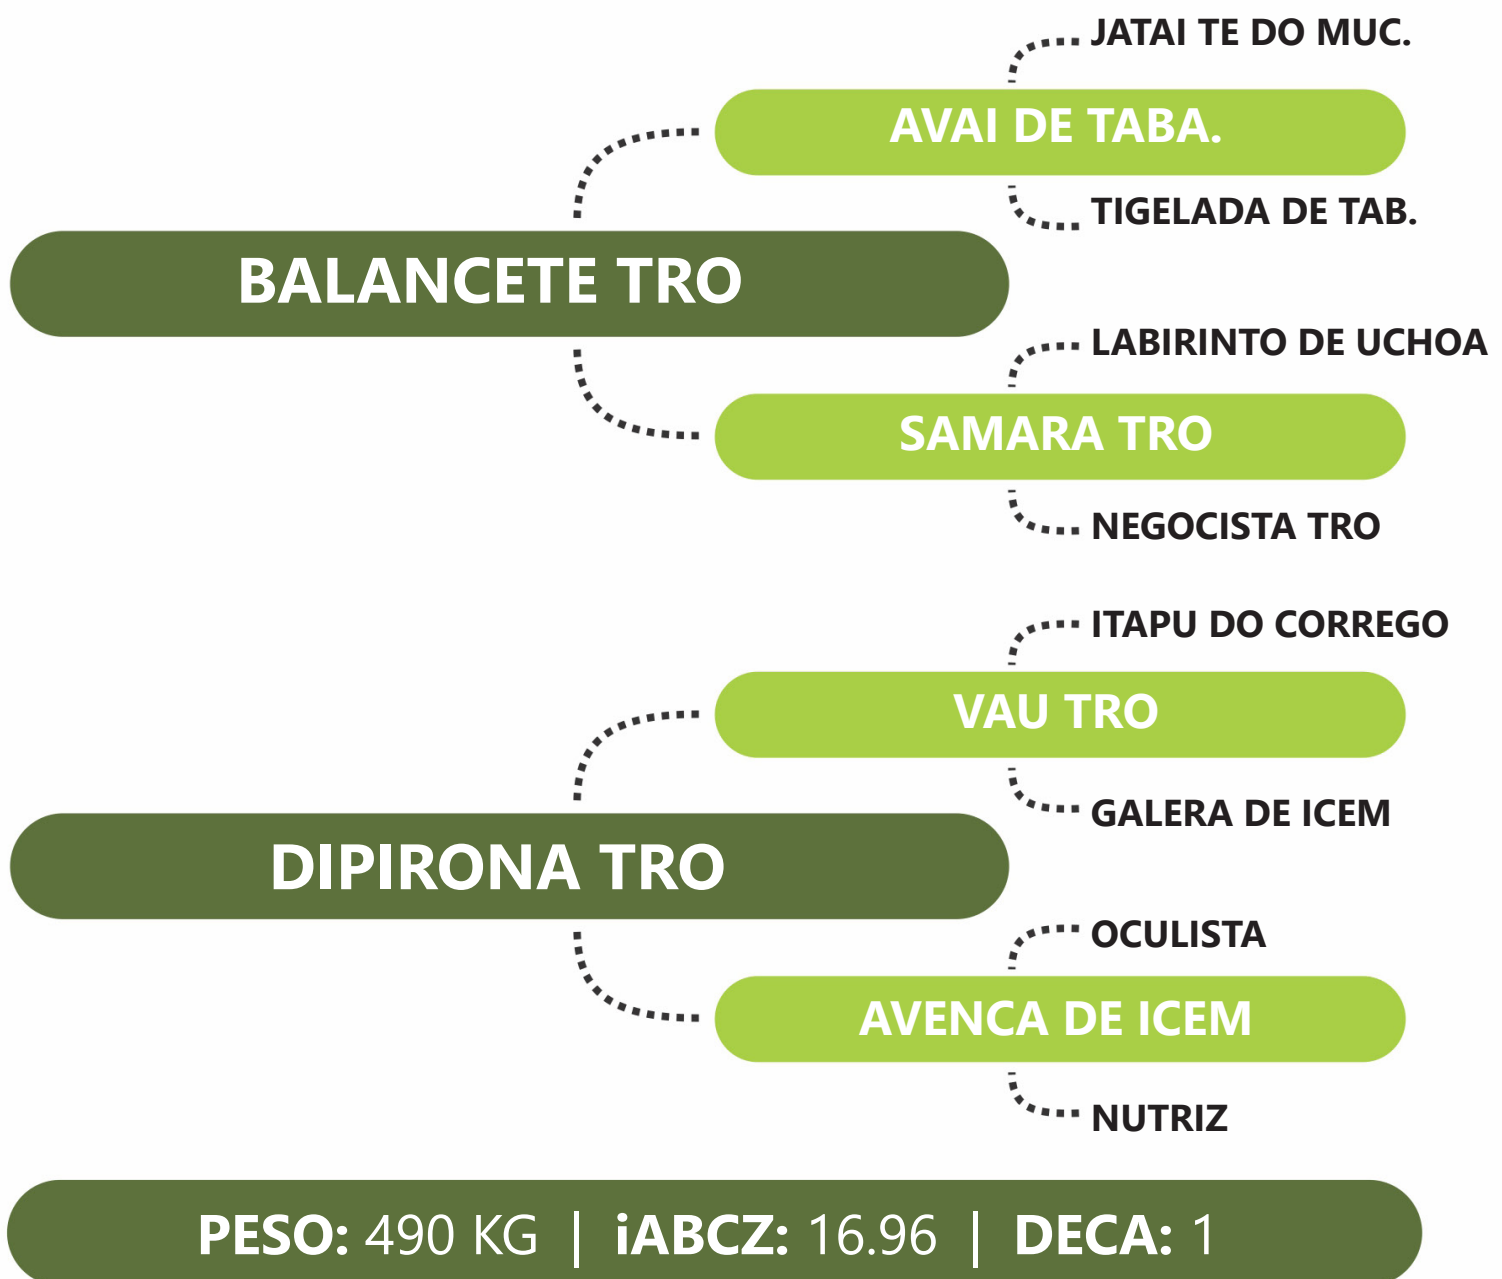 JATAI TE DO MUC.
AVAI DE TABA.
TIGELADA DE TAB.
BALANCETE TRO
LABIRINTO DE UCHOA
SAMARA TRO
NEGOCISTA TRO
ITAPU DO CORREGO
VAU TRO
GALERA DE ICEM
DIPIRONA TRO
OCULISTA
AVENCA DE ICEM
NUTRIZ
PESO: 490 KG | iABCZ: 16.96 | DECA: 1